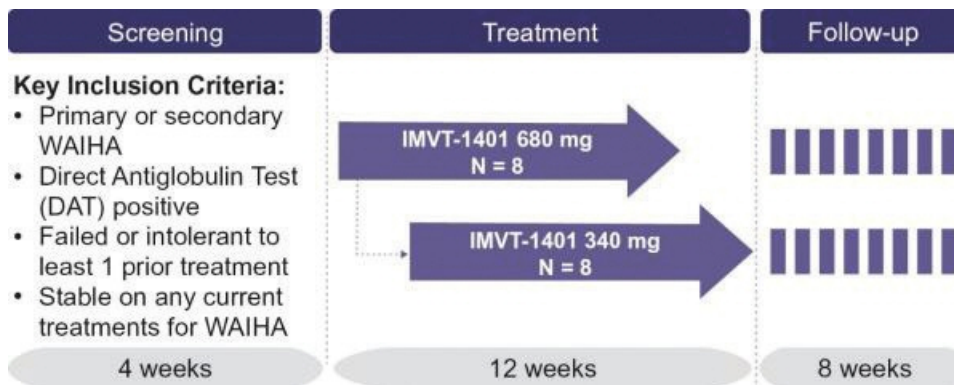 Screening
Treatment
Follow-up
Key Inclusion Criteria:
• Primary or secondary
WAIHA
• Direct Antiglobulin Test
(DAT) positive
• Failed or intolerant to
least 1 prior treatment
• Stable on any current
treatments for WAIHA
IMVT-1401 680 mg
N = 8
IMVT-1401 340 mg
N = 8
4 weeks
12 weeks
8 weeks